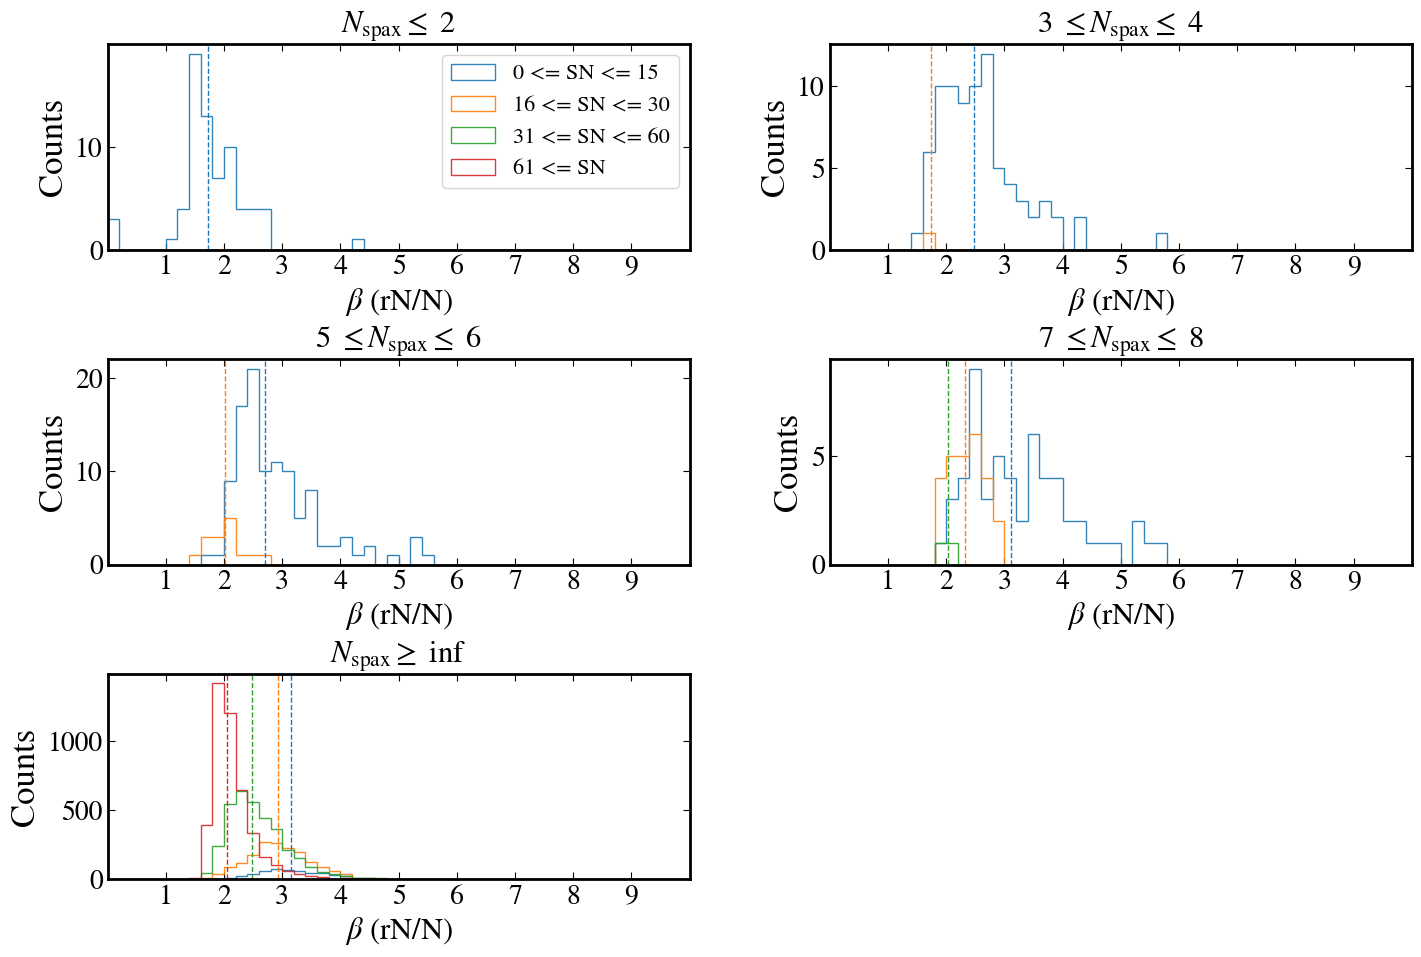 N_spax ≤ 2
Counts
10
0
0 <= SN <= 15
16 <= SN <= 30
31 <= SN <= 60
61 <= SN
1 2 3 4 5 6 7 8 9
β (rN/N)
3 ≤N_spax ≤ 4
Counts
10
5
0
1 2 3 4 5 6 7 8 9
β (rN/N)
5 ≤N_spax ≤ 6
Counts
20
10
0
1 2 3 4 5 6 7 8 9
β (rN/N)
7 ≤N_spax ≤ 8
Counts
5
0
1 2 3 4 5 6 7 8 9
β (rN/N)
N_spax ≥ inf
Counts
1000
500
0
1 2 3 4 5 6 7 8 9
β (rN/N)